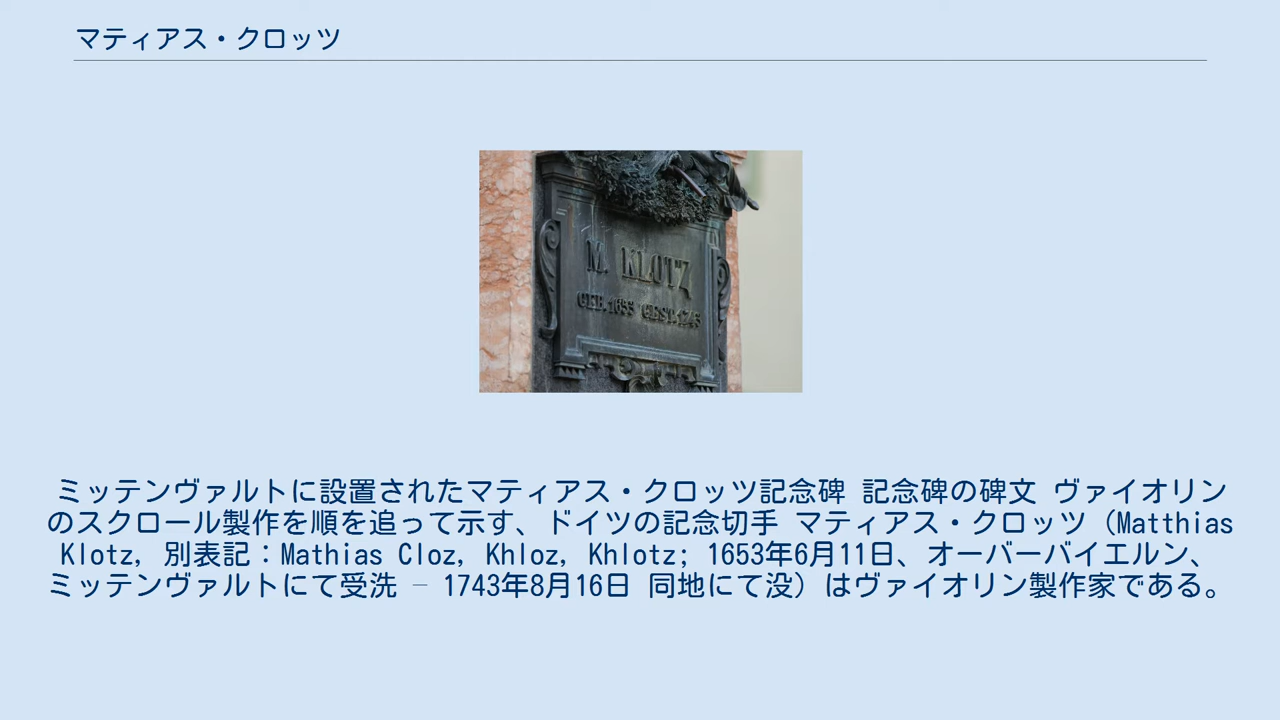 マティアス・クロッツ
M. KLOTZ
GEB. 1653 GEST. 1743
ミッテンヴァルトに設置されたマティアス・クロッツ記念碑 記念碑の碑文 ヴァイオリン
のスクロール製作を順を追って示す、ドイツの記念切手 マティアス・クロッツ（Matthias
Klotz, 別表記：Mathias Cloz, Khloz, Khlotz; 1653年6月11日、オーバーバイエルン、
ミッテンヴァルトにて受洗 – 1743年8月16日 同地にて没）はヴァイオリン製作家である。